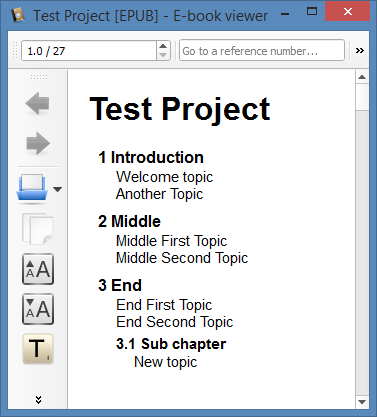 Test Project [EPUB] - E-book viewer
1.0 / 27
Go to a reference number...
Test Project
1 Introduction
Welcome topic
Another Topic
2 Middle
Middle First Topic
Middle Second Topic
3 End
End First Topic
End Second Topic
3.1 Sub chapter
New topic
A A
A A
T